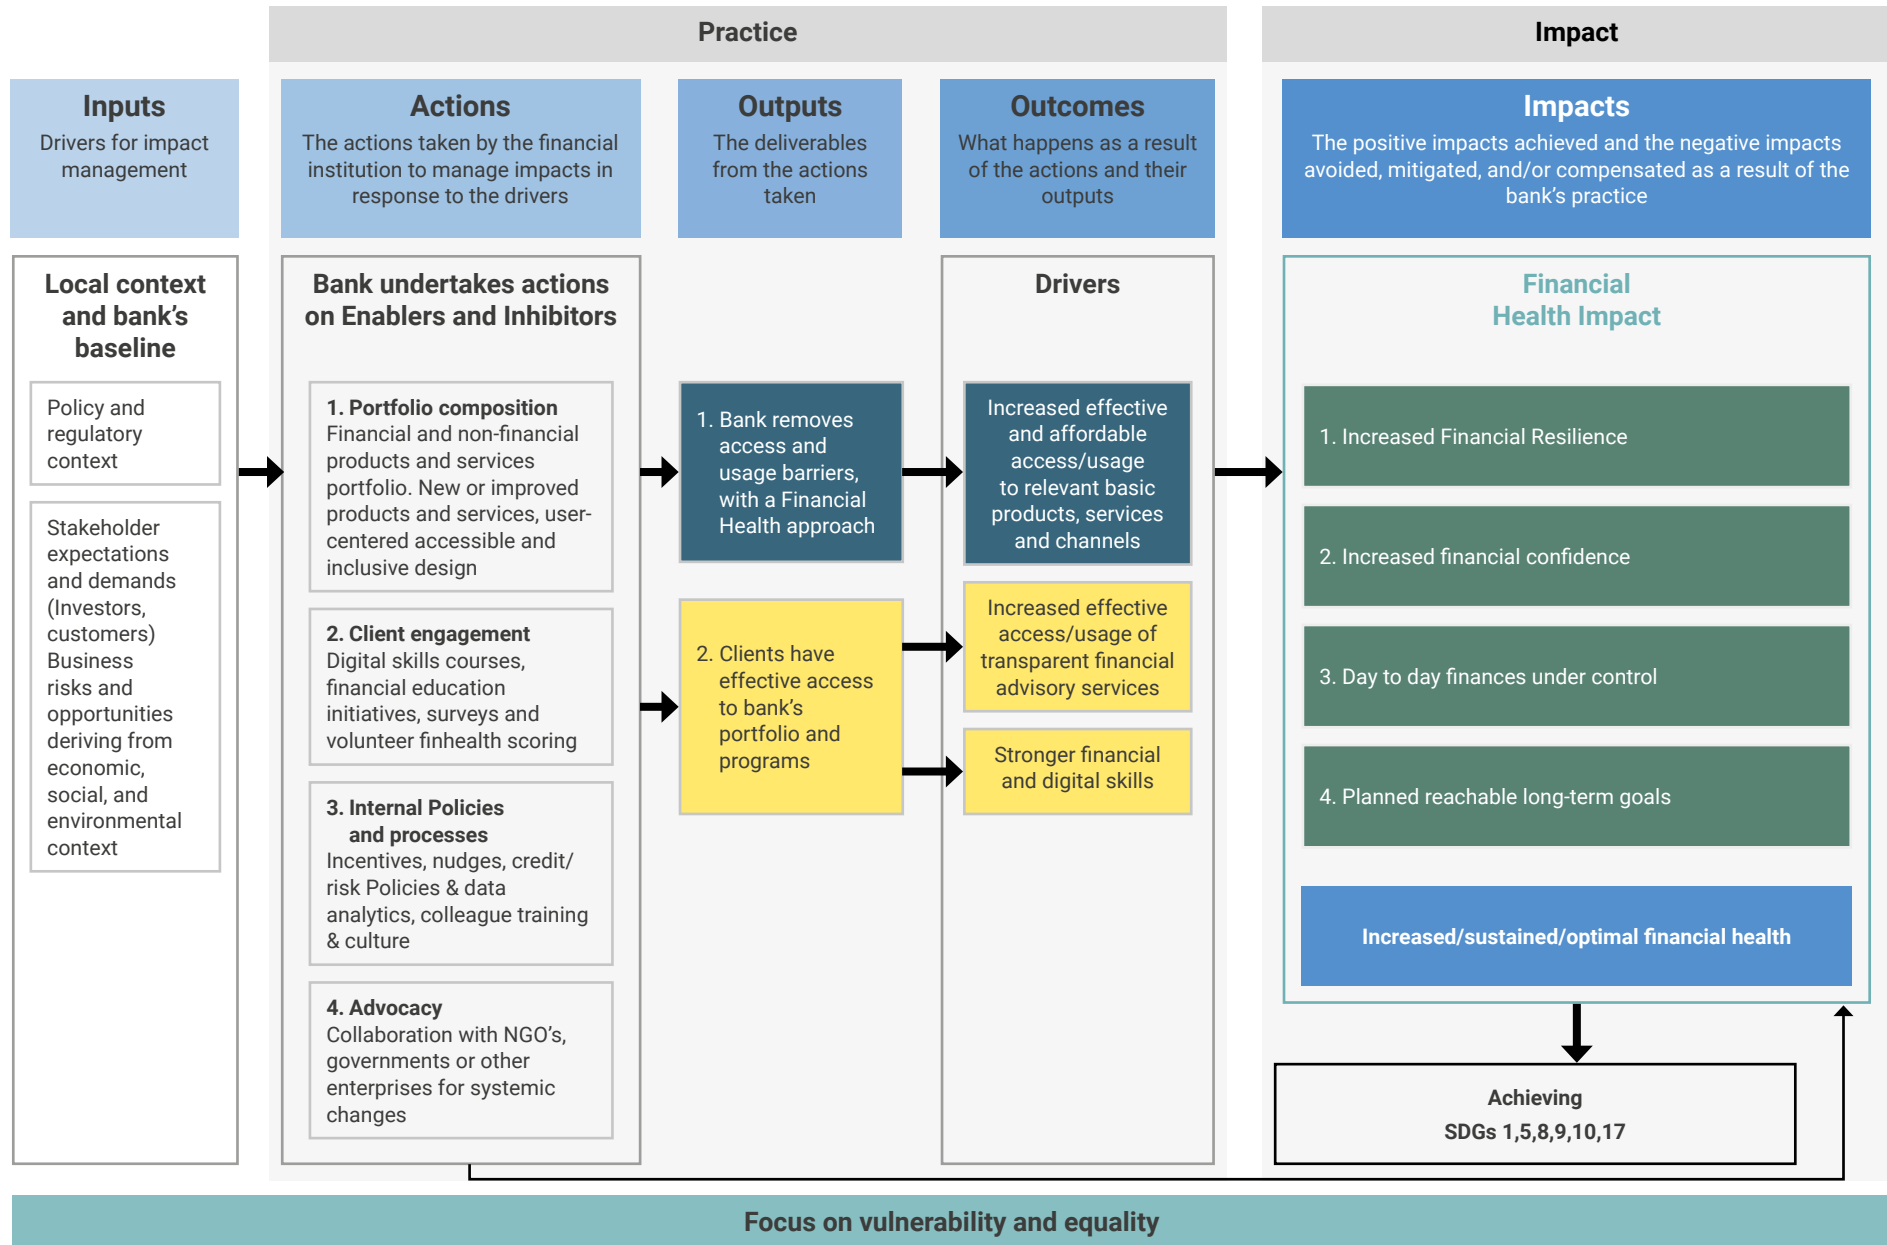 Practice
Impact
Inputs
Drivers for impact
management
Actions
The actions taken by the financial
institution to manage impacts in
response to the drivers
Outputs
The deliverables
from the actions
taken
Outcomes
What happens as a result
of the actions and their
outputs
Impacts
The positive impacts achieved and the negative impacts
avoided, mitigated, and/or compensated as a result of the
bank’s practice
Local context
and bank’s
baseline
Policy and
regulatory
context
Stakeholder
expectations
and demands
(Investors,
customers)
Business
risks and
opportunities
deriving from
economic,
social, and
environmental
context
Bank undertakes actions
on Enablers and Inhibitors
1. Portfolio composition
Financial and non-financial
products and services
portfolio. New or improved
products and services, user-
centered accessible and
inclusive design
2. Client engagement
Digital skills courses,
financial education
initiatives, surveys and
volunteer finhealth scoring
3. Internal Policies
and processes
Incentives, nudges, credit/
risk Policies & data
analytics, colleague training
& culture
4. Advocacy
Collaboration with NGO’s,
governments or other
enterprises for systemic
changes
1. Bank removes
access and
usage barriers,
with a Financial
Health approach
2. Clients have
effective access
to bank’s
portfolio and
programs
Drivers
Increased effective
and affordable
access/usage
to relevant basic
products, services
and channels
Increased effective
access/usage of
transparent financial
advisory services
Stronger financial
and digital skills
Financial
Health Impact
1. Increased Financial Resilience
2. Increased financial confidence
3. Day to day finances under control
4. Planned reachable long-term goals
Increased/sustained/optimal financial health
Achieving
SDGs 1,5,8,9,10,17
Focus on vulnerability and equality